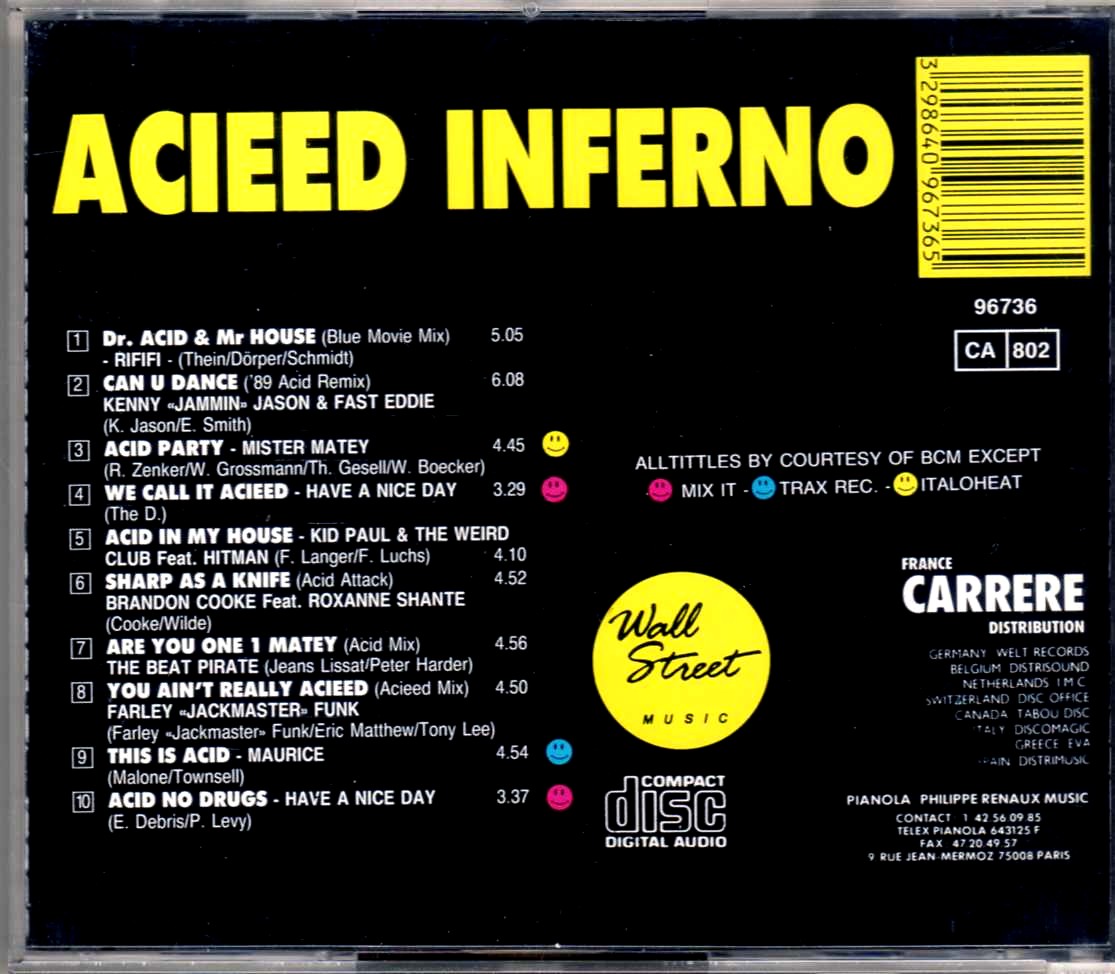 ACIEED INFERNO
3 298640 967365
96736
CA 802
1 Dr. ACID & Mr HOUSE (Blue Movie Mix) 5.05
- RIFIFI - (Thein/Dörper/Schmidt)
2 CAN U DANCE ('89 Acid Remix) 6.08
KENNY «JAMMIN» JASON & FAST EDDIE
(K. Jason/E. Smith)
3 ACID PARTY - MISTER MATEY 4.45
(R. Zenker/W. Grossmann/Th. Gesell/W. Boecker)
4 WE CALL IT ACIEED - HAVE A NICE DAY 3.29
(The D.)
5 ACID IN MY HOUSE - KID PAUL & THE WEIRD
CLUB Feat. HITMAN (F. Langer/F. Luchs) 4.10
6 SHARP AS A KNIFE (Acid Attack) 4.52
BRANDON COOKE Feat. ROXANNE SHANTE
(Cooke/Wilde)
7 ARE YOU ONE 1 MATEY (Acid Mix) 4.56
THE BEAT PIRATE (Jeans Lissat/Peter Harder)
8 YOU AIN'T REALLY ACIEED (Acieed Mix) 4.50
FARLEY «JACKMASTER» FUNK
(Farley «Jackmaster» Funk/Eric Matthew/Tony Lee)
9 THIS IS ACID - MAURICE 4.54
(Malone/Townsell)
10 ACID NO DRUGS - HAVE A NICE DAY 3.37
(E. Debris/P. Levy)
ALLTITTLES BY COURTESY OF BCM EXCEPT
MIX IT - TRAX REC. - ITALOHEAT
Wall
Street
MUSIC
COMPACT
disc
DIGITAL AUDIO
FRANCE
CARRERE
DISTRIBUTION
GERMANY WELT RECORDS
BELGIUM DISTRISOUND
NETHERLANDS I M C
SWITZERLAND DISC OFFICE
CANADA TABOU DISC
ITALY DISCOMAGIC
GREECE EVA
SPAIN DISTRIMUSIC
PIANOLA PHILIPPE RENAUX MUSIC
CONTACT 1 42 56 09 85
TELEX PIANOLA 643125 F
FAX 47 20 49 57
9 RUE JEAN-MERMOZ 75008 PARIS